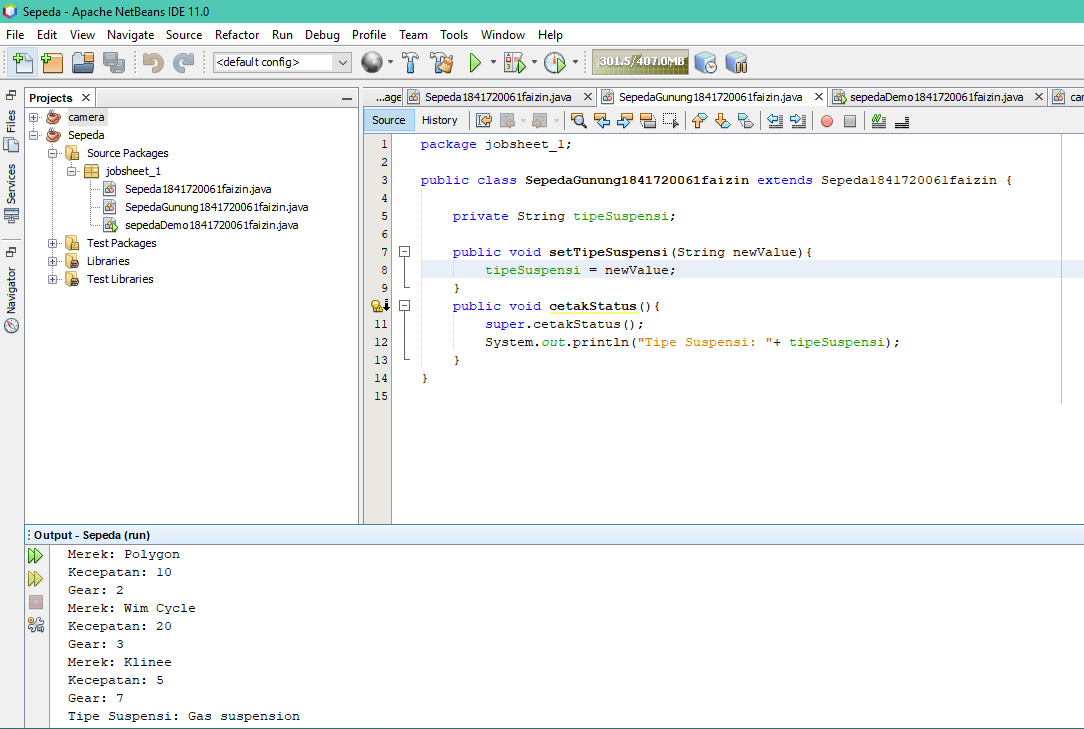 Sepeda - Apache NetBeans IDE 11.0
File Edit View Navigate Source Refactor Run Debug Profile Team Tools Window Help
<default config>
301.5/407.0MB
Files
Services
Navigator
Projects
camera
Sepeda
Source Packages
jobsheet_1
Sepeda1841720061faizin.java
SepedaGunung1841720061faizin.java
sepedaDemo1841720061faizin.java
Test Packages
Libraries
Test Libraries
...age Sepeda1841720061faizin.java SepedaGunung1841720061faizin.java sepedaDemo1841720061faizin.java car
Source History
1 package jobsheet_1;
2
3 public class SepedaGunung1841720061faizin extends Sepeda1841720061faizin {
4
5 private String tipeSuspensi;
6
7 public void setTipeSuspensi(String newValue){
8 tipeSuspensi = newValue;
9 }
public void cetakStatus(){
11 super.cetakStatus();
12 System.out.println("Tipe Suspensi: "+ tipeSuspensi);
13 }
14 }
15
Output - Sepeda (run)
Merek: Polygon
Kecepatan: 10
Gear: 2
Merek: Wim Cycle
Kecepatan: 20
Gear: 3
Merek: Klinee
Kecepatan: 5
Gear: 7
Tipe Suspensi: Gas suspension